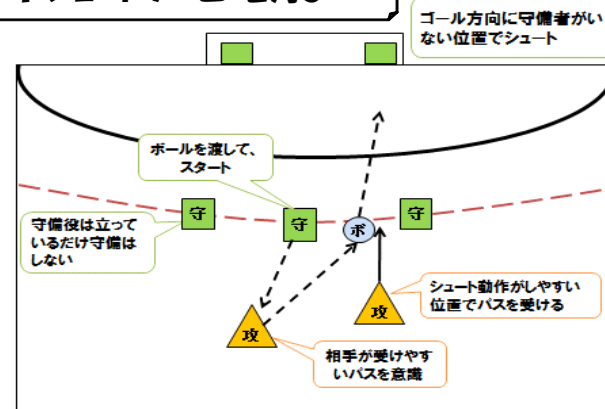 ゴール方向に守備者がい
ない位置でシュート
ボールを渡して、
スタート
守
守
守
ボ
守備役は立って
いるだけ守備は
しない
シュート動作がしやすい
位置でパスを受ける
攻
攻
相手が受けやす
いパスを意識